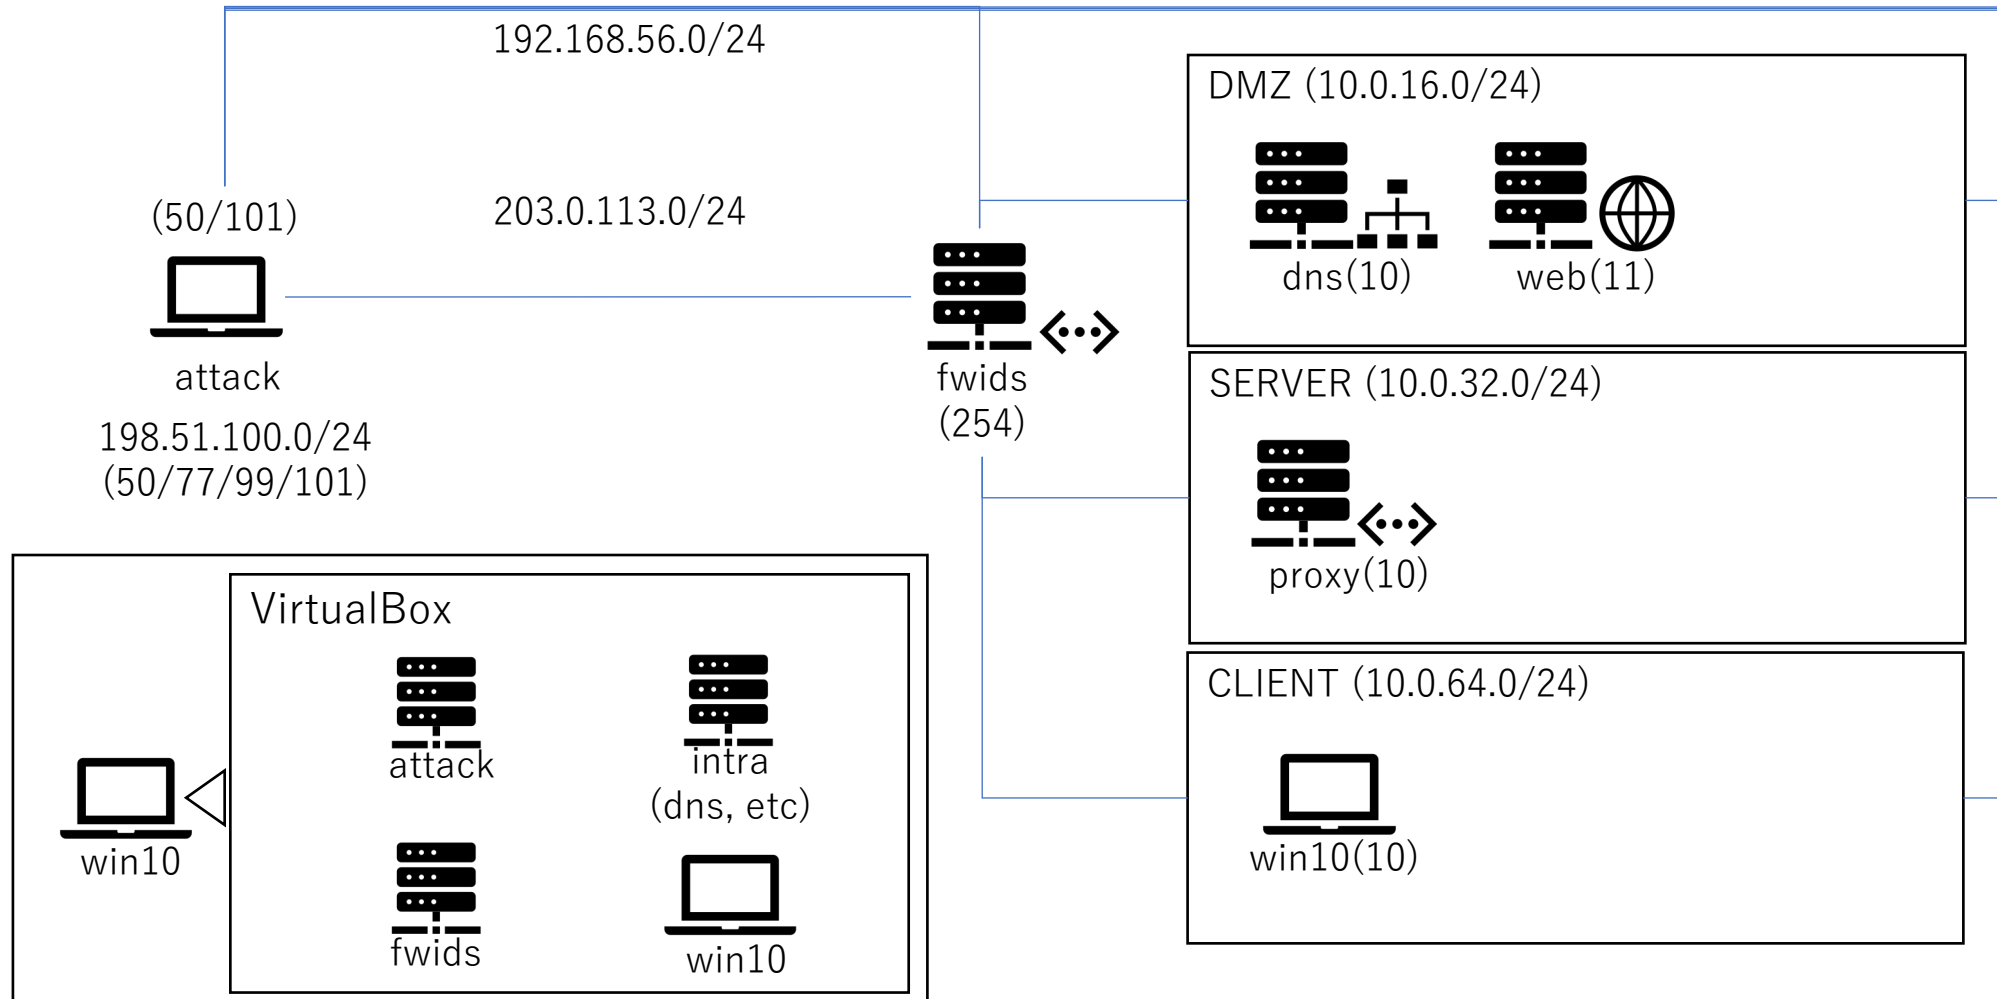 192.168.56.0/24
DMZ (10.0.16.0/24)
(50/101)
203.0.113.0/24
dns(10)
web(11)
attack
fwids
(254)
198.51.100.0/24
(50/77/99/101)
SERVER (10.0.32.0/24)
proxy(10)
VirtualBox
attack
intra
(dns, etc)
win10
fwids
win10
CLIENT (10.0.64.0/24)
win10(10)